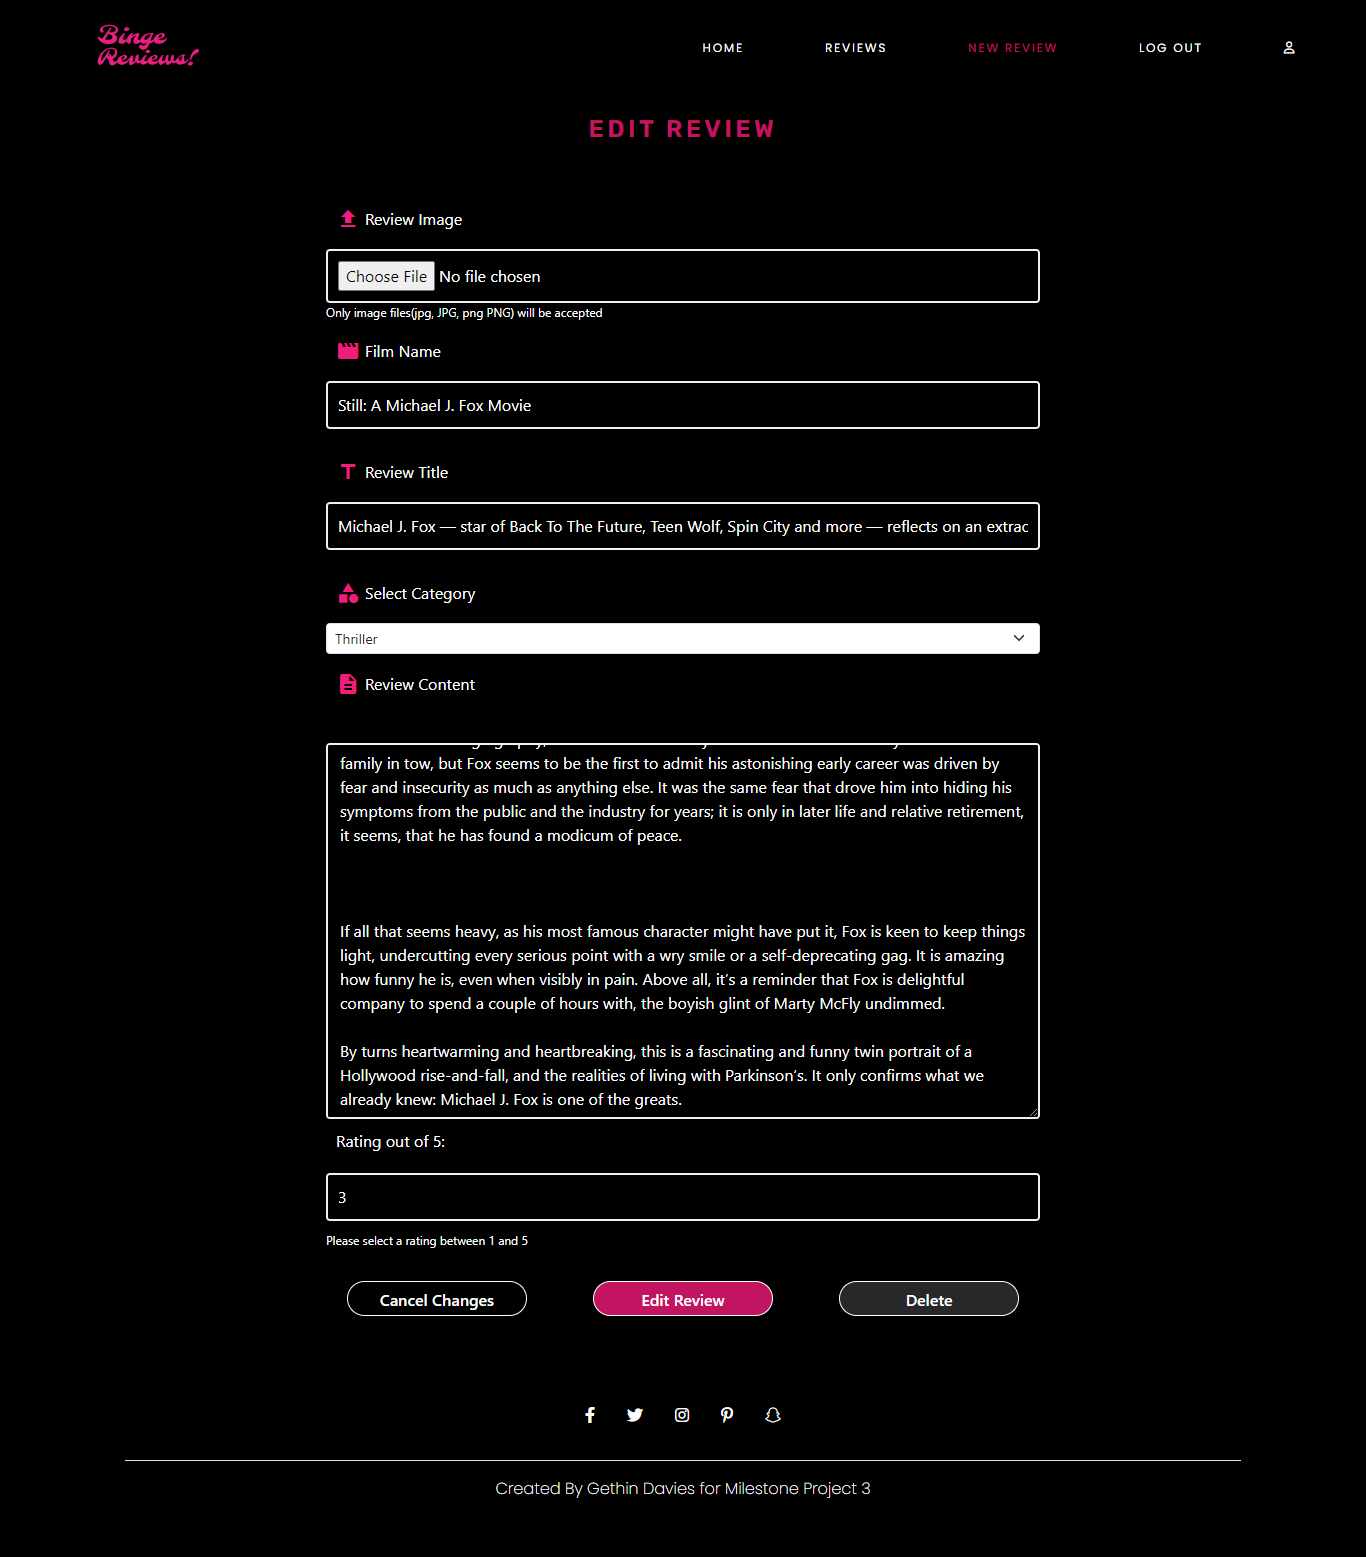 Binge
Reviews!
HOME
REVIEWS
NEW REVIEW
LOG OUT
EDIT REVIEW
Review Image
Choose File No file chosen
Only image files(jpg, JPG, png PNG) will be accepted
Film Name
Still: A Michael J. Fox Movie
Review Title
Michael J. Fox — star of Back To The Future, Teen Wolf, Spin City and more — reflects on an extrac
Select Category
Thriller
Review Content
family in tow, but Fox seems to be the first to admit his astonishing early career was driven by
fear and insecurity as much as anything else. It was the same fear that drove him into hiding his
symptoms from the public and the industry for years; it is only in later life and relative retirement,
it seems, that he has found a modicum of peace.
If all that seems heavy, as his most famous character might have put it, Fox is keen to keep things
light, undercutting every serious point with a wry smile or a self-deprecating gag. It is amazing
how funny he is, even when visibly in pain. Above all, it’s a reminder that Fox is delightful
company to spend a couple of hours with, the boyish glint of Marty McFly undimmed.
By turns heartwarming and heartbreaking, this is a fascinating and funny twin portrait of a
Hollywood rise-and-fall, and the realities of living with Parkinson’s. It only confirms what we
already knew: Michael J. Fox is one of the greats.
Rating out of 5:
3
Please select a rating between 1 and 5
Cancel Changes
Edit Review
Delete
Created By Gethin Davies for Milestone Project 3